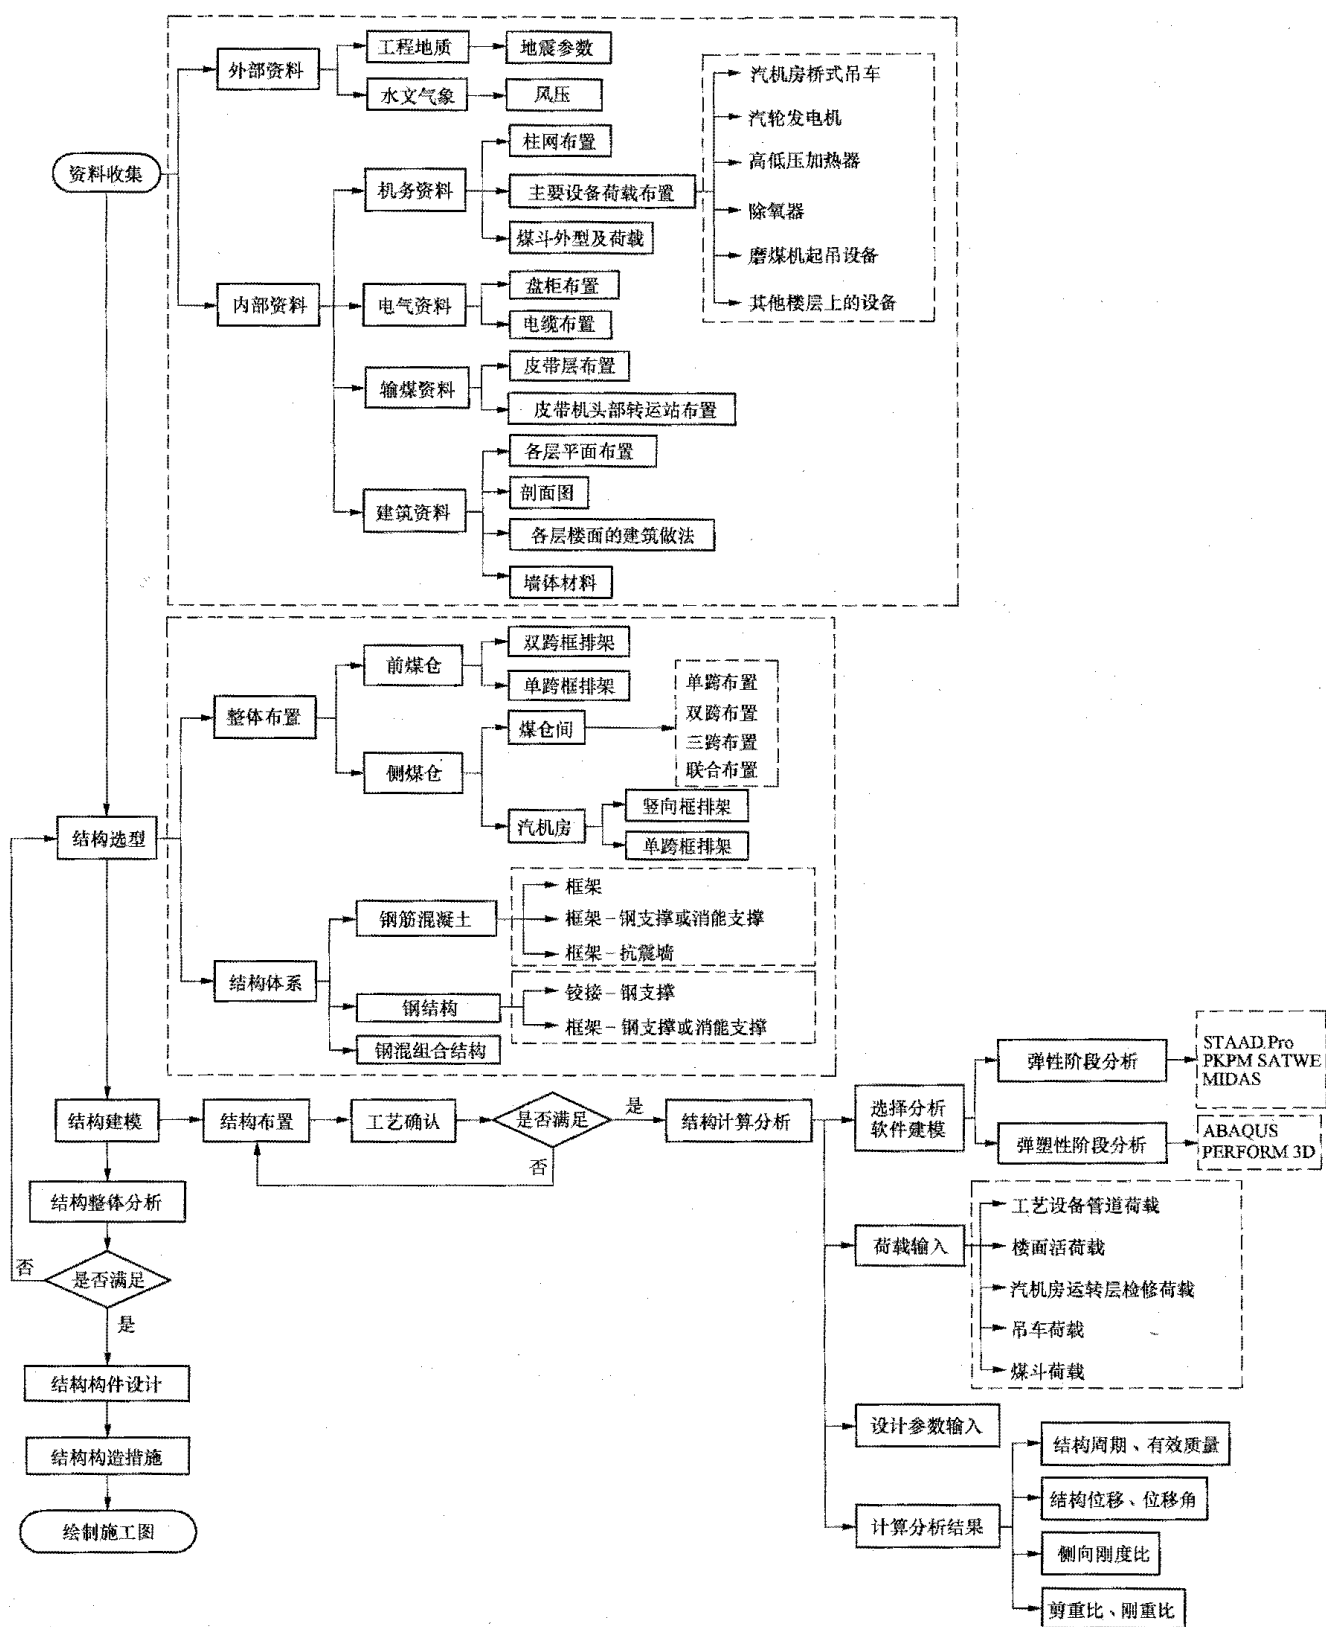 资料收集
外部资料
工程地质
地震参数
水文气象
风压
内部资料
机务资料
柱网布置
主要设备荷载布置
汽机房桥式吊车
汽轮发电机
高低压加热器
除氧器
磨煤机起吊设备
其他楼层上的设备
煤斗外型及荷载
电气资料
盘柜布置
电缆布置
输煤资料
皮带层布置
皮带机头部转运站布置
建筑资料
各层平面布置
剖面图
各层楼面的建筑做法
墙体材料
结构选型
整体布置
前煤仓
双跨框排架
单跨框排架
侧煤仓
煤仓间
单跨布置
双跨布置
三跨布置
联合布置
汽机房
竖向框排架
单跨框排架
结构体系
钢筋混凝土
框架
框架-钢支撑或消能支撑
框架-抗震墙
钢结构
铰接-钢支撑
框架-钢支撑或消能支撑
钢混组合结构
结构建模
结构布置
工艺确认
是否满足
是
否
结构计算分析
选择分析
软件建模
弹性阶段分析
STAAD.Pro
PKPM SATWE
MIDAS
弹塑性阶段分析
ABAQUS
PERFORM 3D
荷载输入
工艺设备管道荷载
楼面活荷载
汽机房运转层检修荷载
吊车荷载
煤斗荷载
设计参数输入
计算分析结果
结构周期、有效质量
结构位移、位移角
侧向刚度比
剪重比、刚重比
结构整体分析
是否满足
否
是
结构构件设计
结构构造措施
绘制施工图